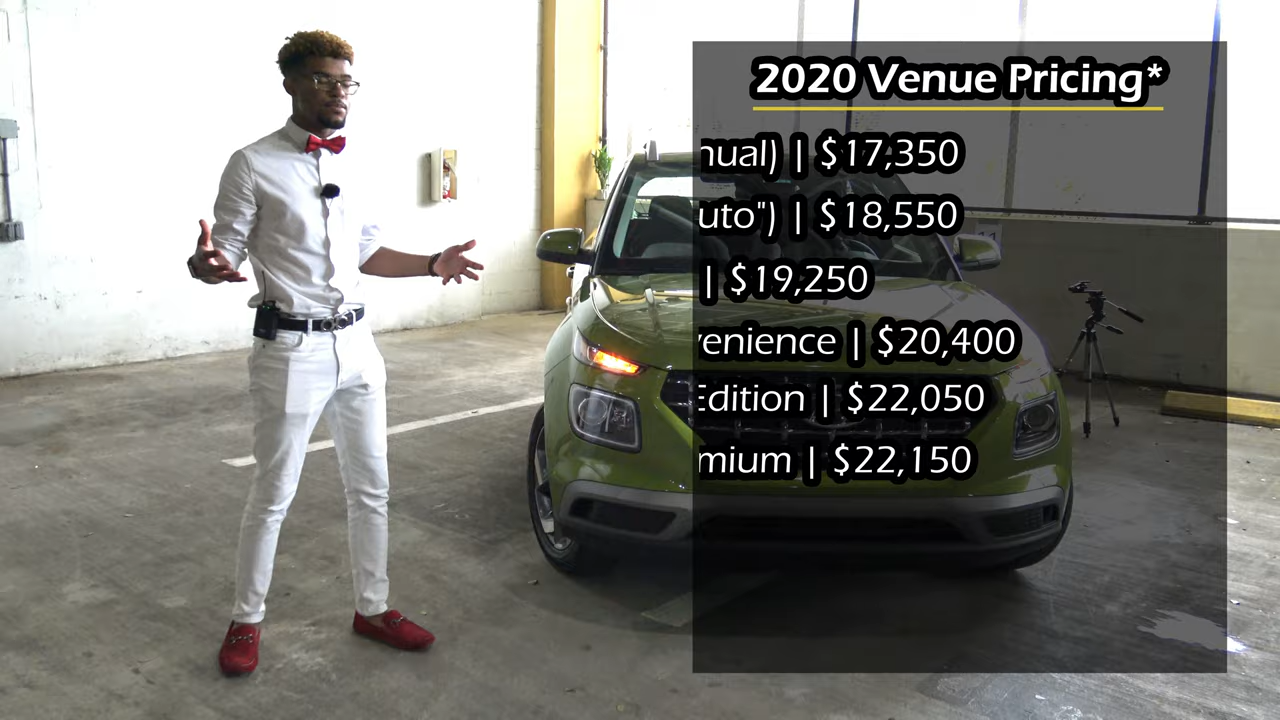 2020 Venue Pricing*
nual) | $17,350
uto") | $18,550
| $19,250
venience | $20,400
Edition | $22,050
mium | $22,150